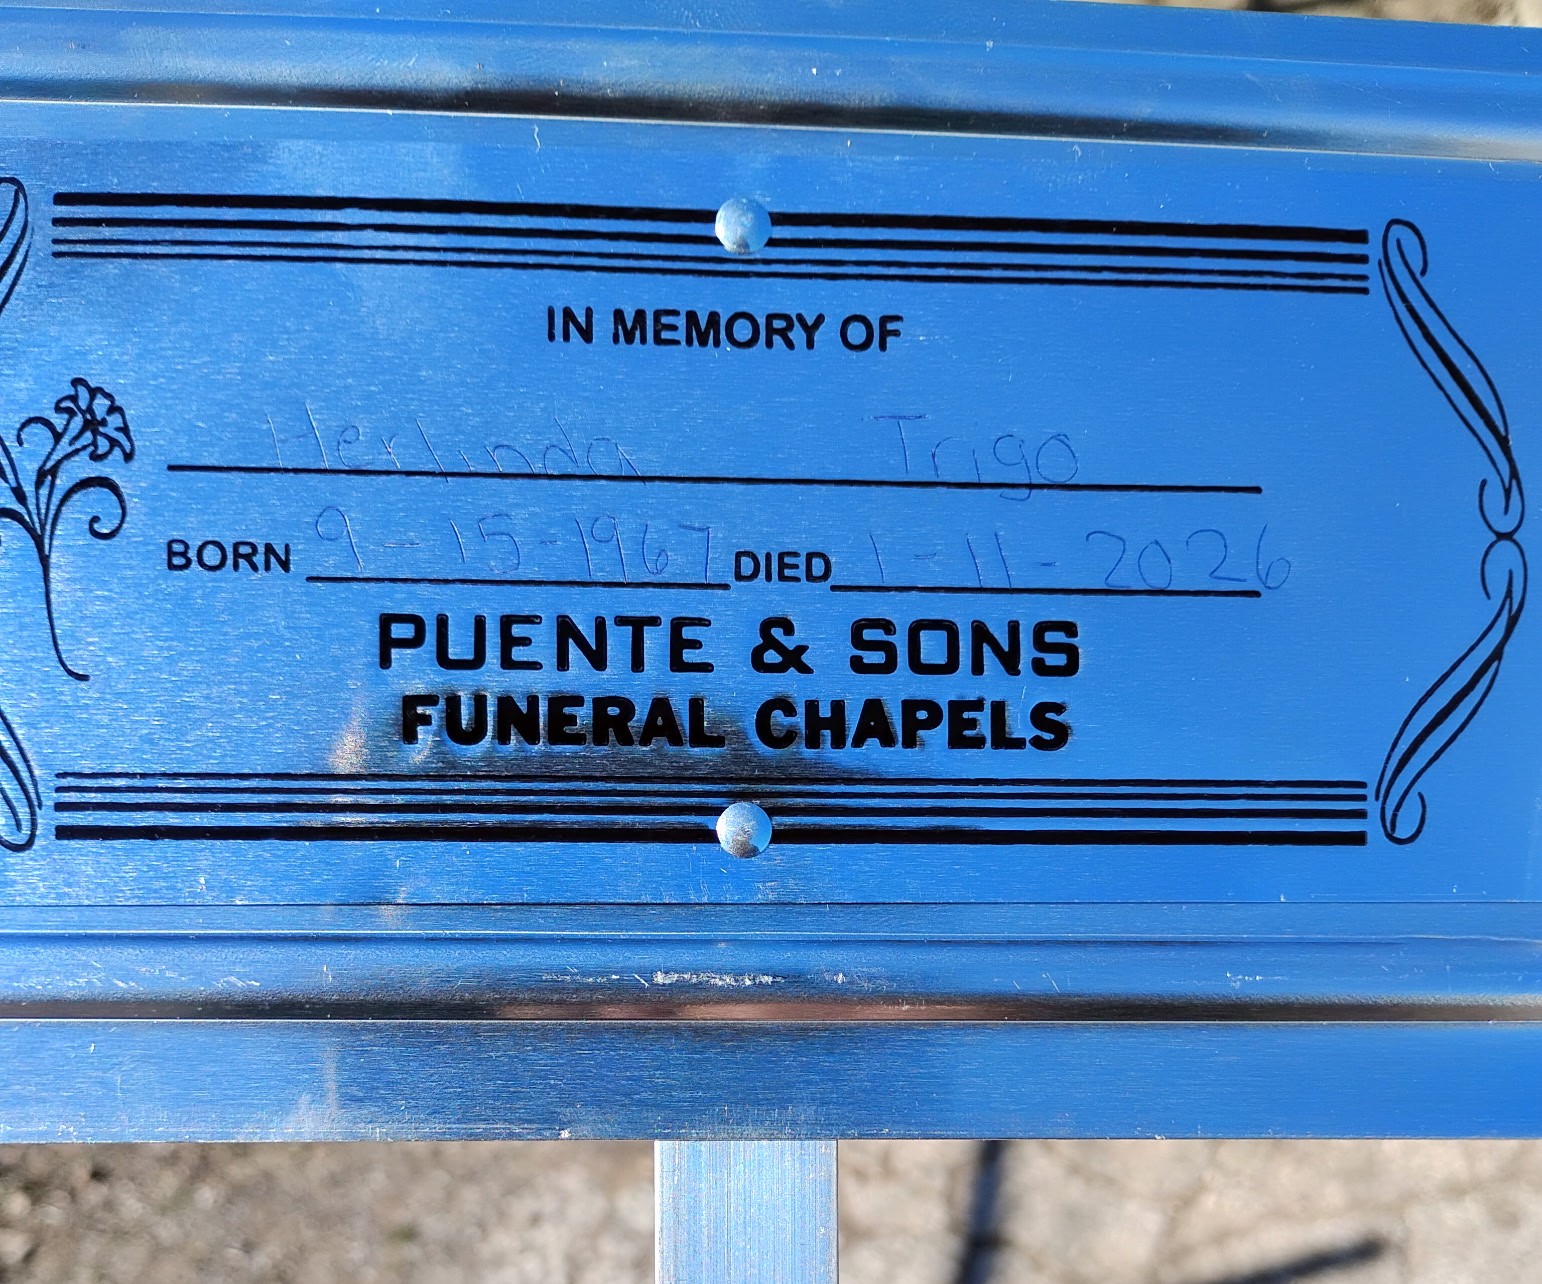 IN MEMORY OF
Herlinda Trigo
BORN 9-15-1967 DIED 1-11-2026
PUENTE & SONS
FUNERAL CHAPELS